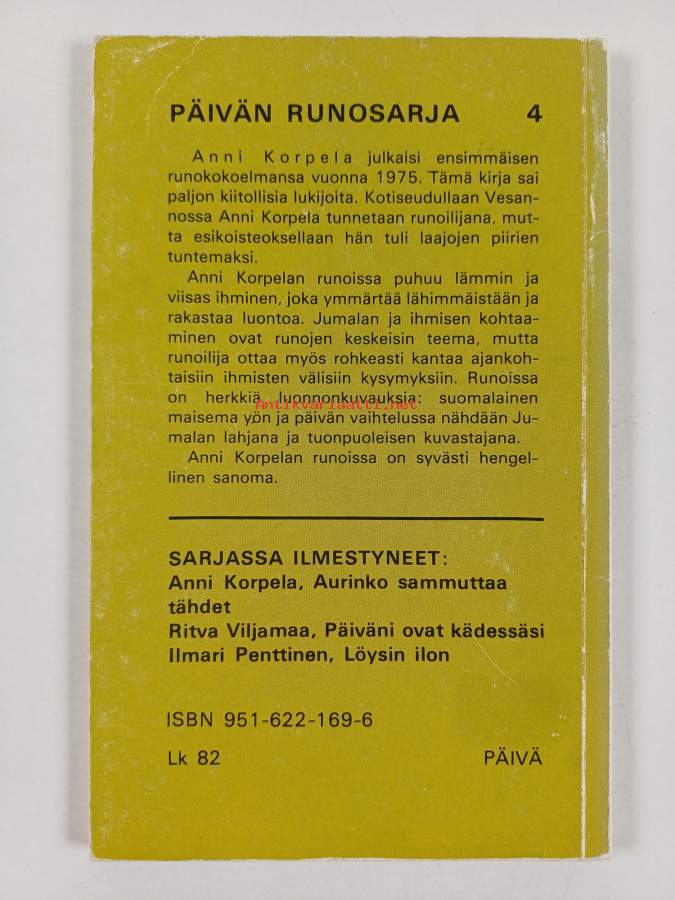 PÄIVÄN RUNOSARJA 4
Anni Korpela julkaisi ensimmäisen
runokokoelmansa vuonna 1975. Tämä kirja sai
paljon kiitollisia lukijoita. Kotiseudullaan Vesan-
nossa Anni Korpela tunnetaan runoilijana, mut-
ta esikoisteoksellaan hän tuli laajojen piirien
tuntemaksi.
Anni Korpelan runoissa puhuu lämmin ja
viisas ihminen, joka ymmärtää lähimmäistään ja
rakastaa luontoa. Jumalan ja ihmisen kohtaa-
minen ovat runojen keskeisin teema, mutta
runoilija ottaa myös rohkeasti kantaa ajankoh-
taisiin ihmisten välisiin kysymyksiin. Runoissa
on herkkiä luonnonkuvauksia: suomalainen
Antikvariaatti.net
maisema yön ja päivän vaihtelussa nähdään Ju-
malan lahjana ja tuonpuoleisen kuvastajana.
Anni Korpelan runoissa on syvästi hengel-
linen sanoma.
SARJASSA ILMESTYNEET:
Anni Korpela, Aurinko sammuttaa
tähdet
Ritva Viljamaa, Päiväni ovat kädessäsi
Ilmari Penttinen, Löysin ilon
ISBN 951-622-169-6
Lk 82 PÄIVÄ